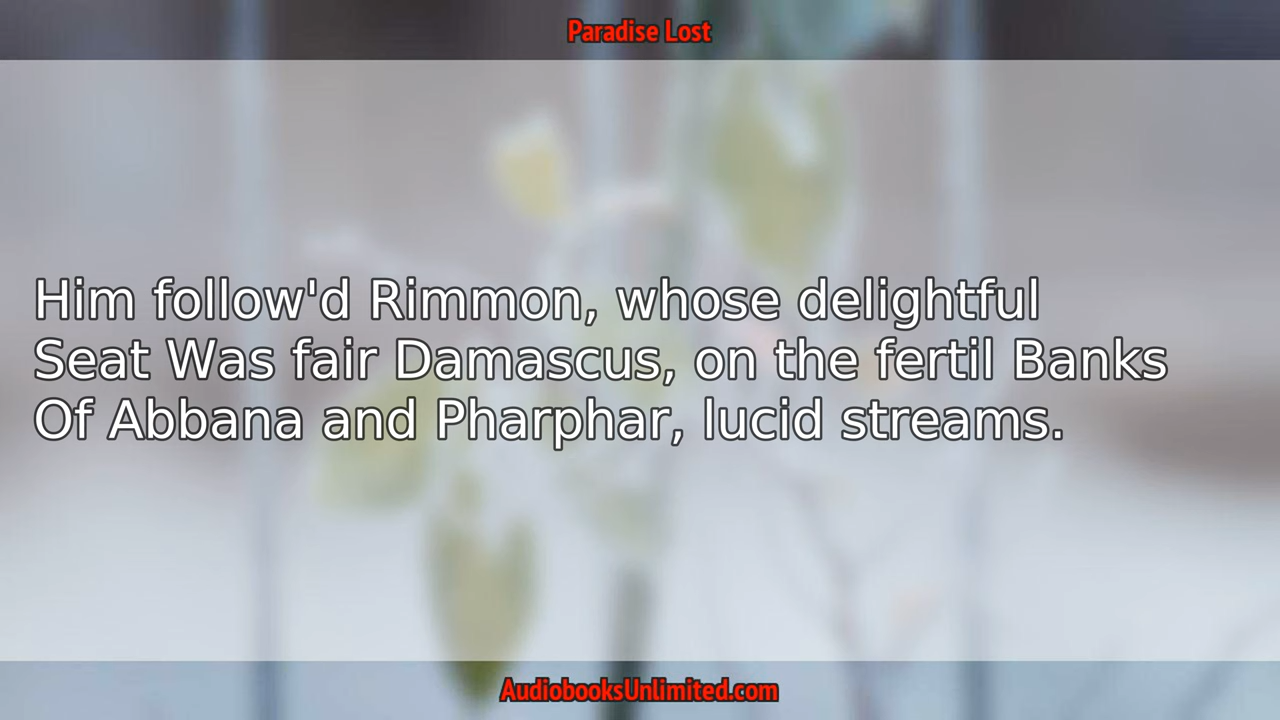 Paradise Lost
Him follow'd Rimmon, whose delightful
Seat Was fair Damascus, on the fertil Banks
Of Abbana and Pharphar, lucid streams.
AudiobooksUnlimited.com